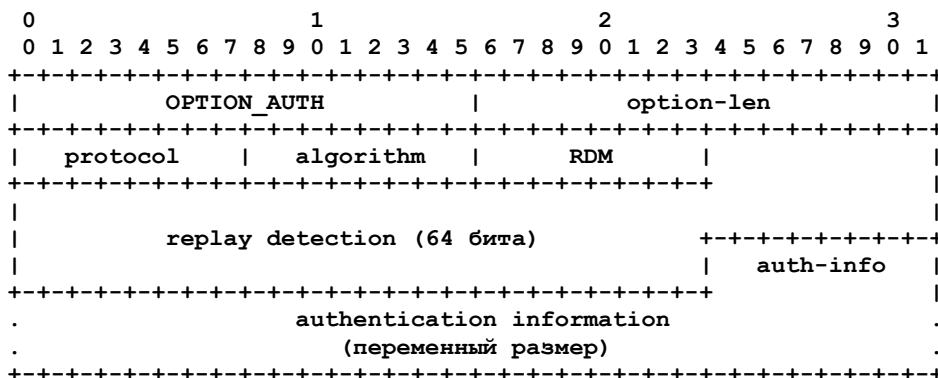 0                   1                   2                   3
0 1 2 3 4 5 6 7 8 9 0 1 2 3 4 5 6 7 8 9 0 1 2 3 4 5 6 7 8 9 0 1
+-+-+-+-+-+-+-+-+-+-+-+-+-+-+-+-+-+-+-+-+-+-+-+-+-+-+-+-+-+-+-+-+
|          OPTION_AUTH          |          option-len           |
+-+-+-+-+-+-+-+-+-+-+-+-+-+-+-+-+-+-+-+-+-+-+-+-+-+-+-+-+-+-+-+-+
|   protocol    |   algorithm   |      RDM      |               |
+-+-+-+-+-+-+-+-+-+-+-+-+-+-+-+-+-+-+-+-+-+-+-+-+               |
|                                                               |
|          replay detection (64 бита)           +-+-+-+-+-+-+-+-+
|                                               |   auth-info   |
+-+-+-+-+-+-+-+-+-+-+-+-+-+-+-+-+-+-+-+-+-+-+-+-+               |
.                   authentication information                  .
.                      (переменный размер)                      .
+-+-+-+-+-+-+-+-+-+-+-+-+-+-+-+-+-+-+-+-+-+-+-+-+-+-+-+-+-+-+-+-+